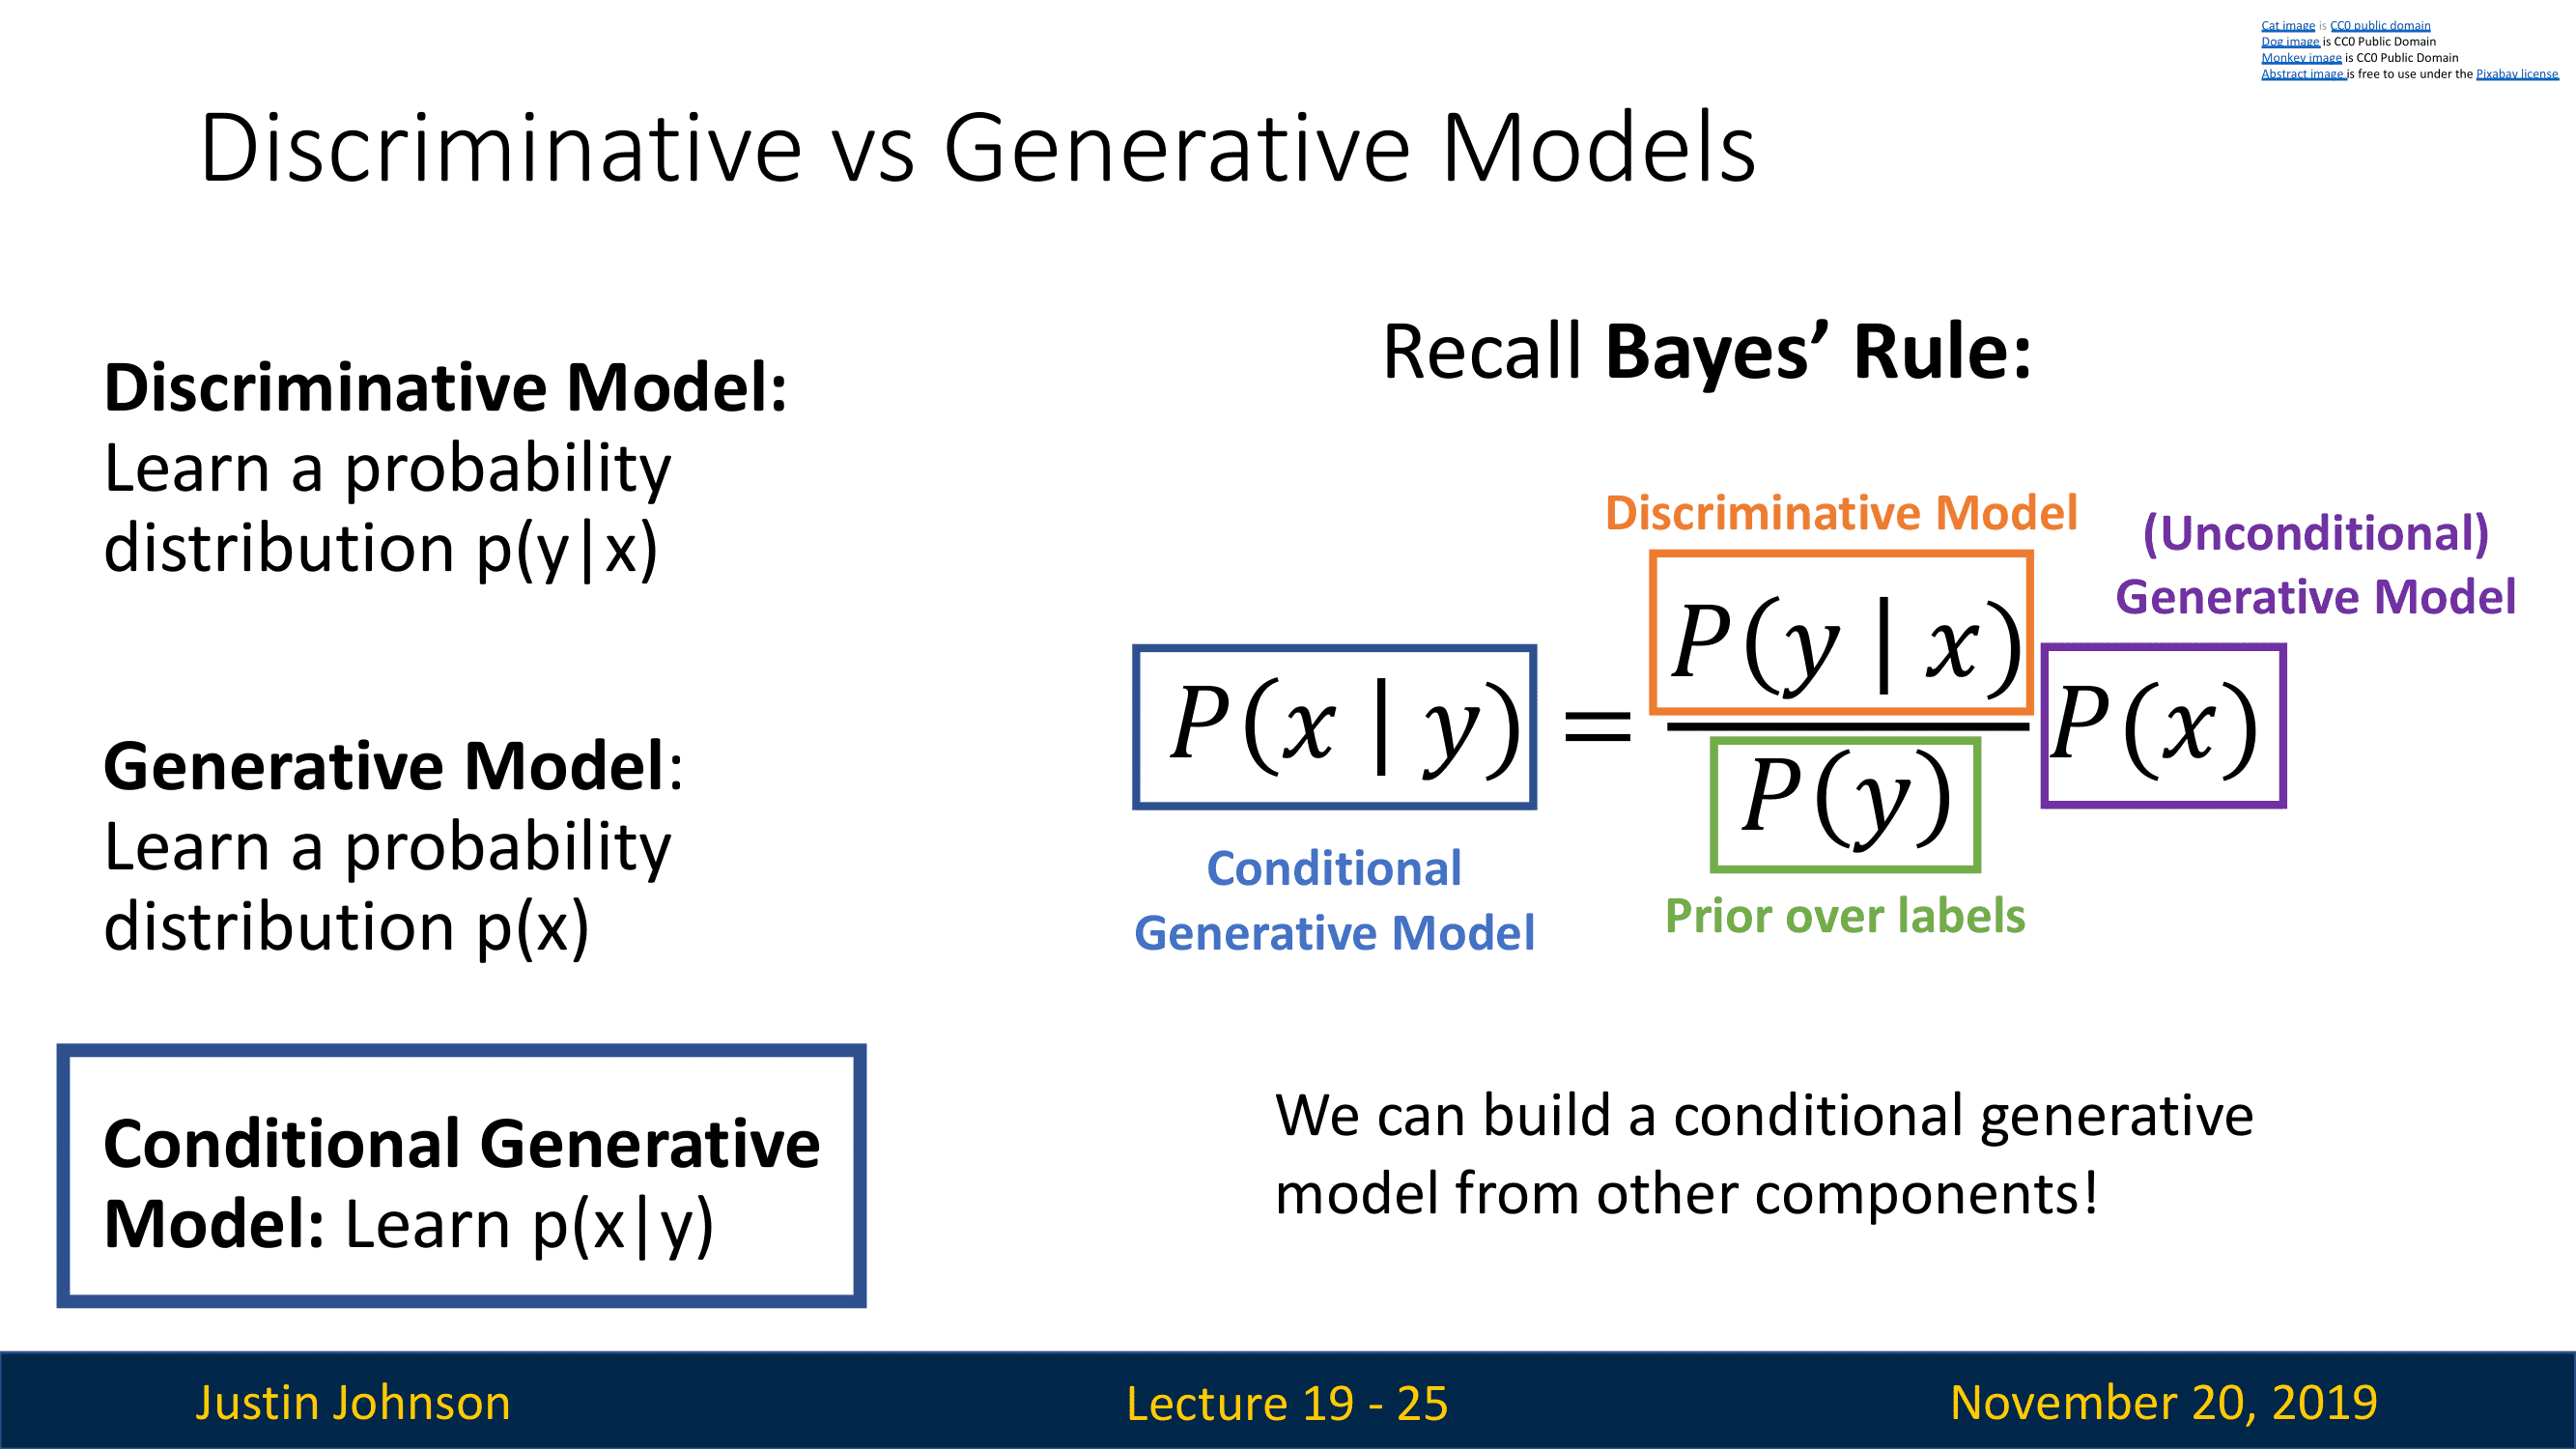 Cat image is CC0 public domain
Dog image is CC0 Public Domain
Monkey image is CC0 Public Domain
Abstract image is free to use under the Pixabay license
Discriminative vs Generative Models
Discriminative Model:
Learn a probability
distribution p(y|x)
Generative Model:
Learn a probability
distribution p(x)
Conditional Generative
Model: Learn p(x|y)
Recall Bayes’ Rule:
Discriminative Model
(Unconditional)
Generative Model
P(y | x)
P(x | y) = P(x)
P(y)
Conditional
Generative Model
Prior over labels
We can build a conditional generative
model from other components!
Justin Johnson
Lecture 19 - 25
November 20, 2019